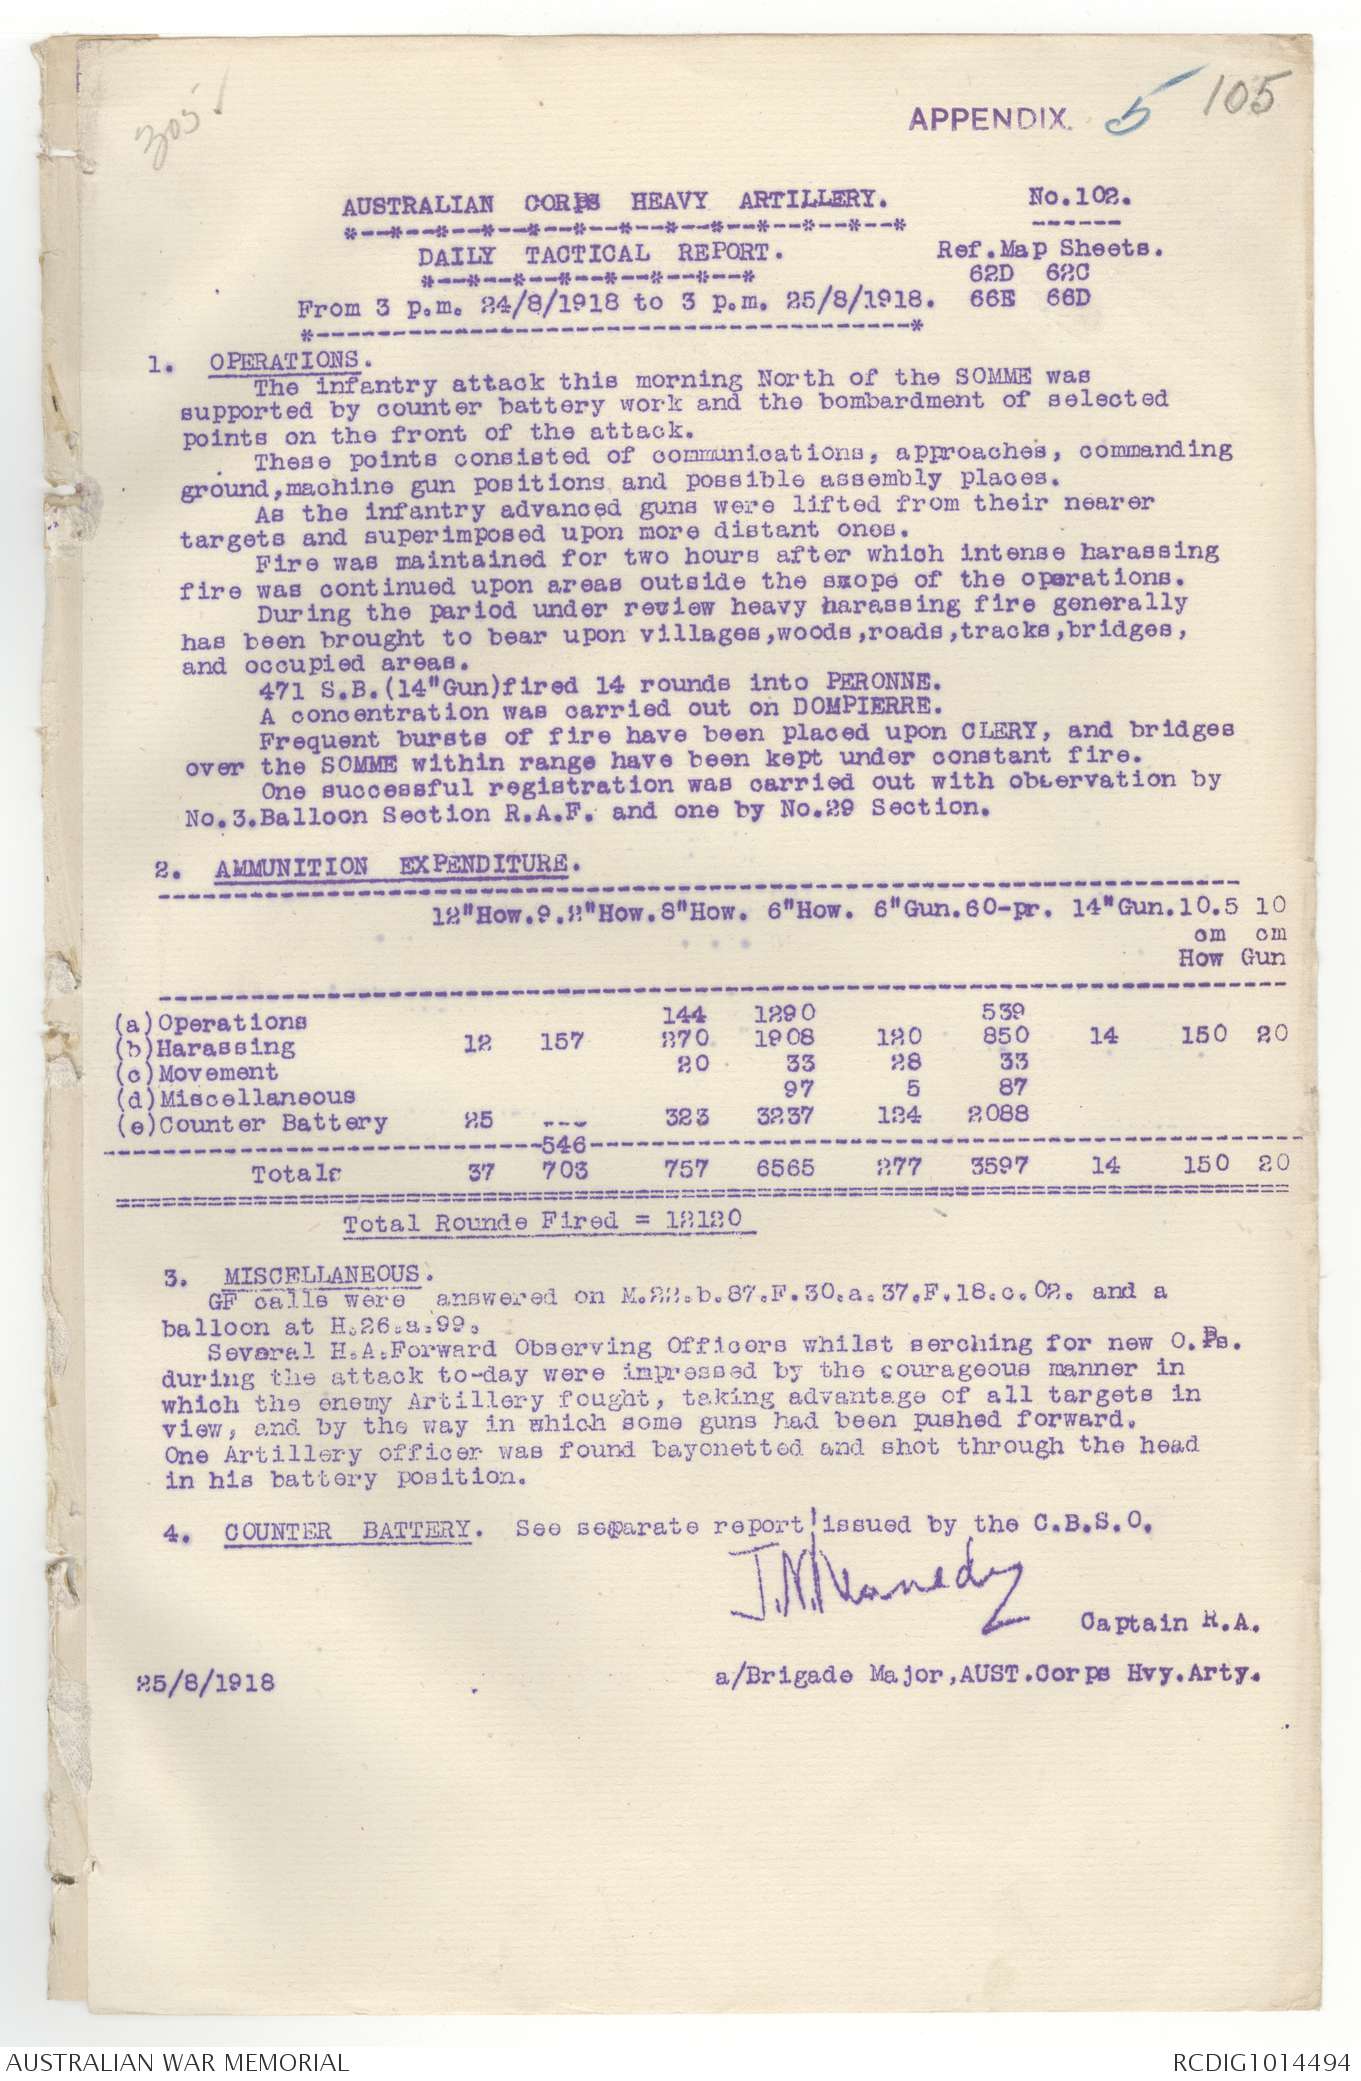 305
APPENDIX. 5 105
AUSTRALIAN CORPS HEAVY ARTILLERY. No.102.
*--*--*--*--*--*--*--*--*--*--*--*--* ------
DAILY TACTICAL REPORT. Ref.Map Sheets.
*--*--*--*--*--*--*--* 62D 62C
From 3 p.m. 24/8/1918 to 3 p.m. 25/8/1918. 66E 66D
*---------------------------------------*
1. OPERATIONS.
The infantry attack this morning North of the SOMME was
supported by counter battery work and the bombardment of selected
points on the front of the attack.
These points consisted of communications, approaches, commanding
ground,machine gun positions and possible assembly places.
As the infantry advanced guns were lifted from their nearer
targets and superimposed upon more distant ones.
Fire was maintained for two hours after which intense harassing
fire was continued upon areas outside the sxope of the operations.
During the pariod under review heavy harassing fire generally
has been brought to bear upon villages,woods,roads,tracks,bridges,
and occupied areas.
471 S.B.(14"Gun)fired 14 rounds into PERONNE.
A concentration was carried out on DOMPIERRE.
Frequent bursts of fire have been placed upon CLERY, and bridges
over the SOMME within range have been kept under constant fire.
One successful registration was carried out with observation by
No.3.Balloon Section R.A.F. and one by No.29 Section.
2. AMMUNITION EXPENDITURE.
12"How.9.2"How.8"How. 6"How. 6"Gun.60-pr. 14"Gun.10.5 10
cm cm
How Gun
(a)Operations 144 1290 539
(b)Harassing 12 157 270 1908 120 850 14 150 20
(c)Movement 20 33 28 33
(d)Miscellaneous 97 5 87
(e)Counter Battery 25 --- 323 3237 124 2088
546
Totals 37 703 757 6565 277 3597 14 150 20
Total Rounde Fired = 12120
3. MISCELLANEOUS.
GF calls were answered on M.22.b.87.F.30.a.37.F.18.c.02. and a
balloon at H.26.a.99.
Several H.A.Forward Observing Officers whilst serching for new O.Ps.
during the attack to-day were impressed by the courageous manner in
which the enemy Artillery fought, taking advantage of all targets in
view, and by the way in which some guns had been pushed forward.
One Artillery officer was found bayonetted and shot through the head
in his battery position.
4. COUNTER BATTERY. See separate report issued by the C.B.S.O.
J.N.Kennedy
Captain R.A.
25/8/1918 a/Brigade Major,AUST.Corps Hvy.Arty.
AUSTRALIAN WAR MEMORIAL RCDIG1014494